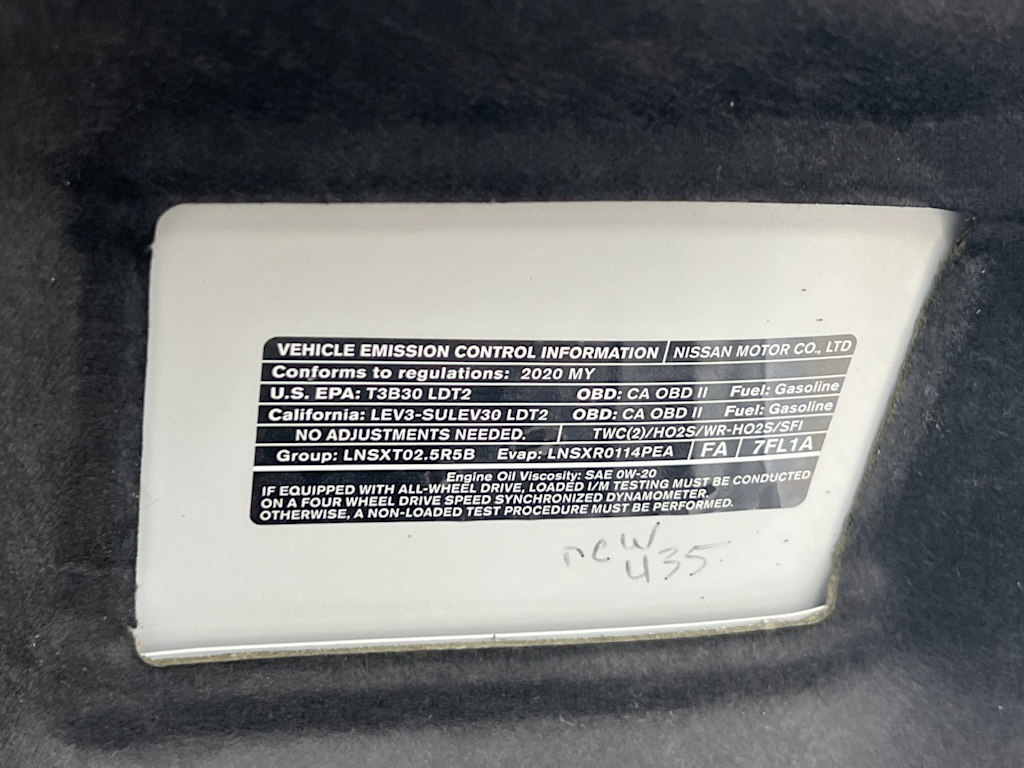 VEHICLE EMISSION CONTROL INFORMATION NISSAN MOTOR CO., LTD
Conforms to regulations: 2020 MY
U.S. EPA: T3B30 LDT2 OBD: CA OBD II Fuel: Gasoline
California: LEV3-SULEV30 LDT2 OBD: CA OBD II Fuel: Gasoline
NO ADJUSTMENTS NEEDED. TWC(2)/HO2S/WR-HO2S/SFI
Group: LNSXT02.5R5B Evap: LNSXR0114PEA FA 7FL1A
Engine Oil Viscosity: SAE 0W-20
IF EQUIPPED WITH ALL-WHEEL DRIVE, LOADED I/M TESTING MUST BE CONDUCTED
ON A FOUR WHEEL DRIVE SPEED SYNCHRONIZED DYNAMOMETER.
OTHERWISE, A NON-LOADED TEST PROCEDURE MUST BE PERFORMED.
new
435